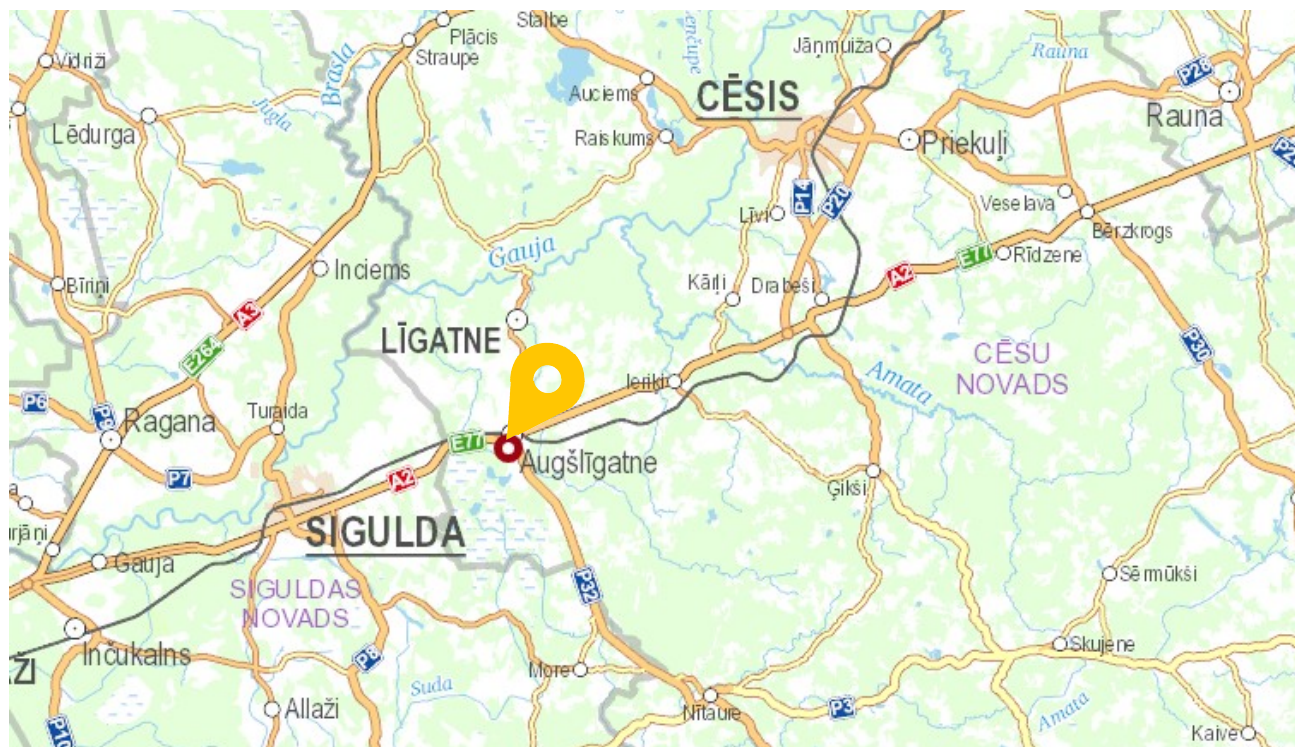 Stalbe
Plācis
Straupe
Vidriži
Brasla
Jugla
Lēdurga
Auciems
Raiskums
CĒSIS
Jāņmuiža
Rauna
P28
Rauna
Priekuļi
P14
P20
Līvi
Veselava
Bērzkrogs
Rīdzene
E77
A2
Gauja
Inciems
Bīriņi
A3
E264
Kārļi
Drabeši
LĪGATNE
CĒSU
NOVADS
P30
Amata
Ieriķi
P6
Ragana
Turaida
P7
E77
A2
Augšlīgatne
Ģikši
SIGULDA
Gauja
SIGULDAS
NOVADS
P32
Sērmūkši
Inčukalns
P8
More
Skujene
Suda
Allaži
Nītaure
P3
Amata
Kaive